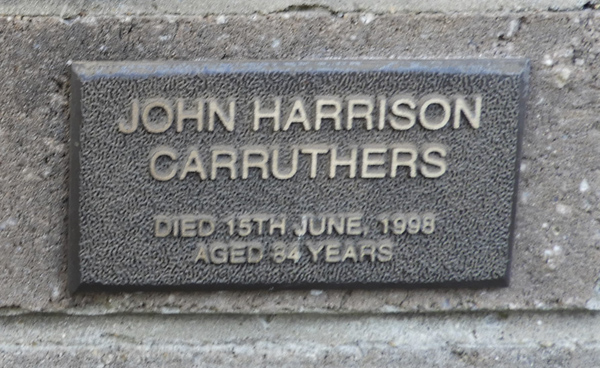 JOHN HARRISON
CARRUTHERS
DIED 15TH JUNE, 1998
AGED 84 YEARS